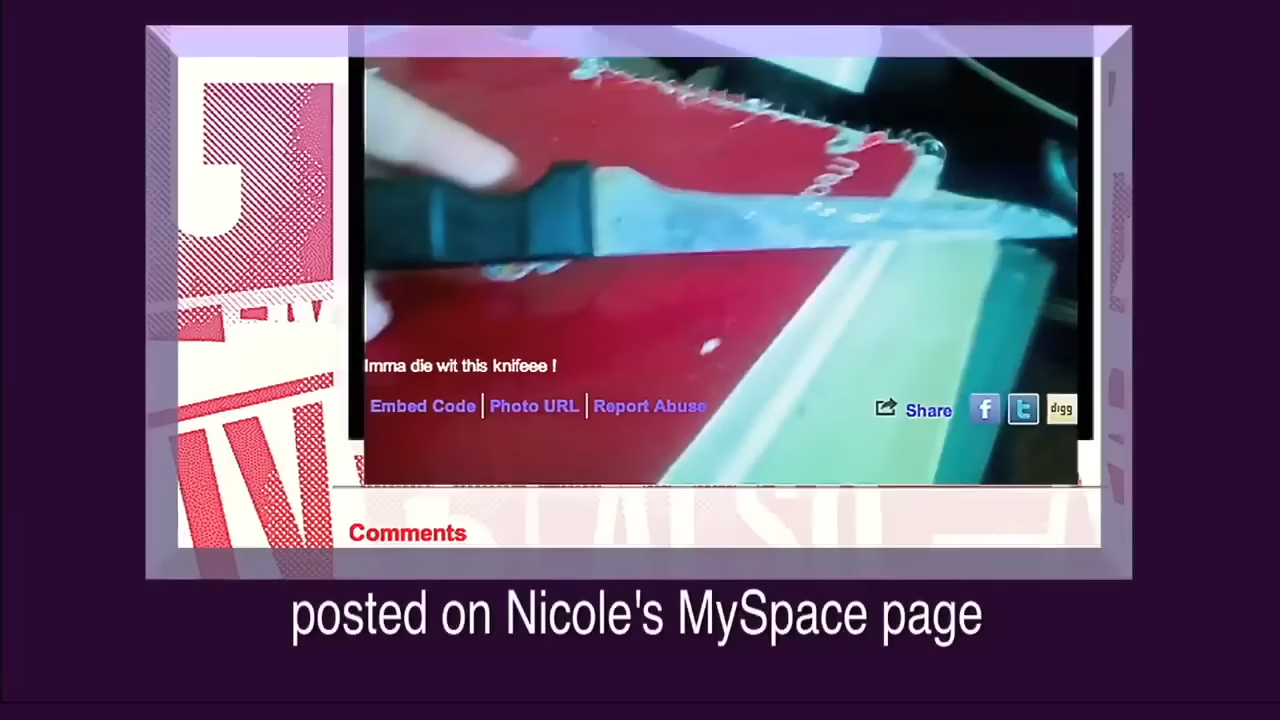 Imma die wit this knifeee !
Embed Code | Photo URL | Report Abuse
Share f t digg
Comments
posted on Nicole's MySpace page